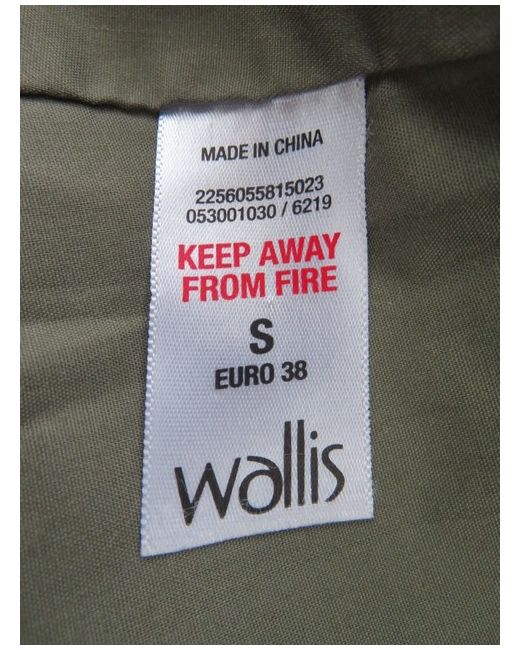 MADE IN CHINA
2256055815023
053001030 / 6219
KEEP AWAY
FROM FIRE
S
EURO 38
wallis